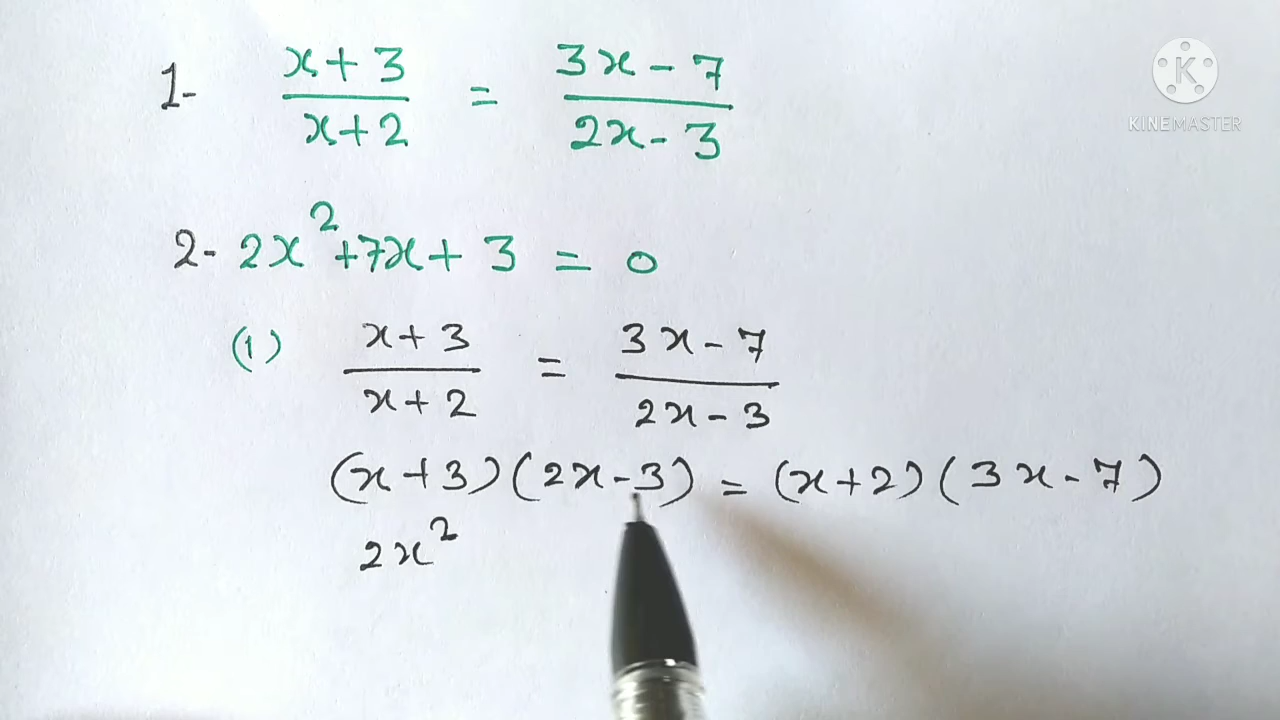 1- x+3/x+2 = 3x-7/2x-3
K
KINEMASTER
2- 2x²+7x+3 = 0
(1) x+3/x+2 = 3x-7/2x-3
(x+3)(2x-3) = (x+2)(3x-7)
2x²